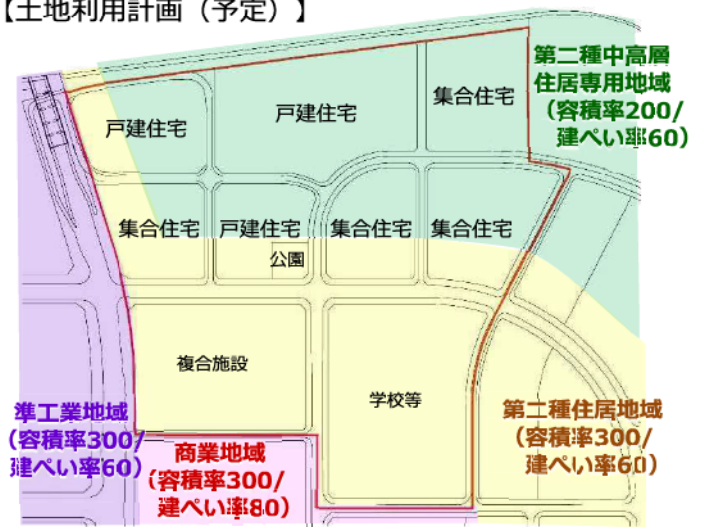 【土地利用計画（予定）】
第二種中高層
住居専用地域
（容積率200/
建ぺい率60）
集合住宅
戸建住宅
戸建住宅
集合住宅 戸建住宅 集合住宅 集合住宅
公園
複合施設
学校等
準工業地域
（容積率300/
建ぺい率60）
商業地域
（容積率300/
建ぺい率80）
第二種住居地域
（容積率300/
建ぺい率60）